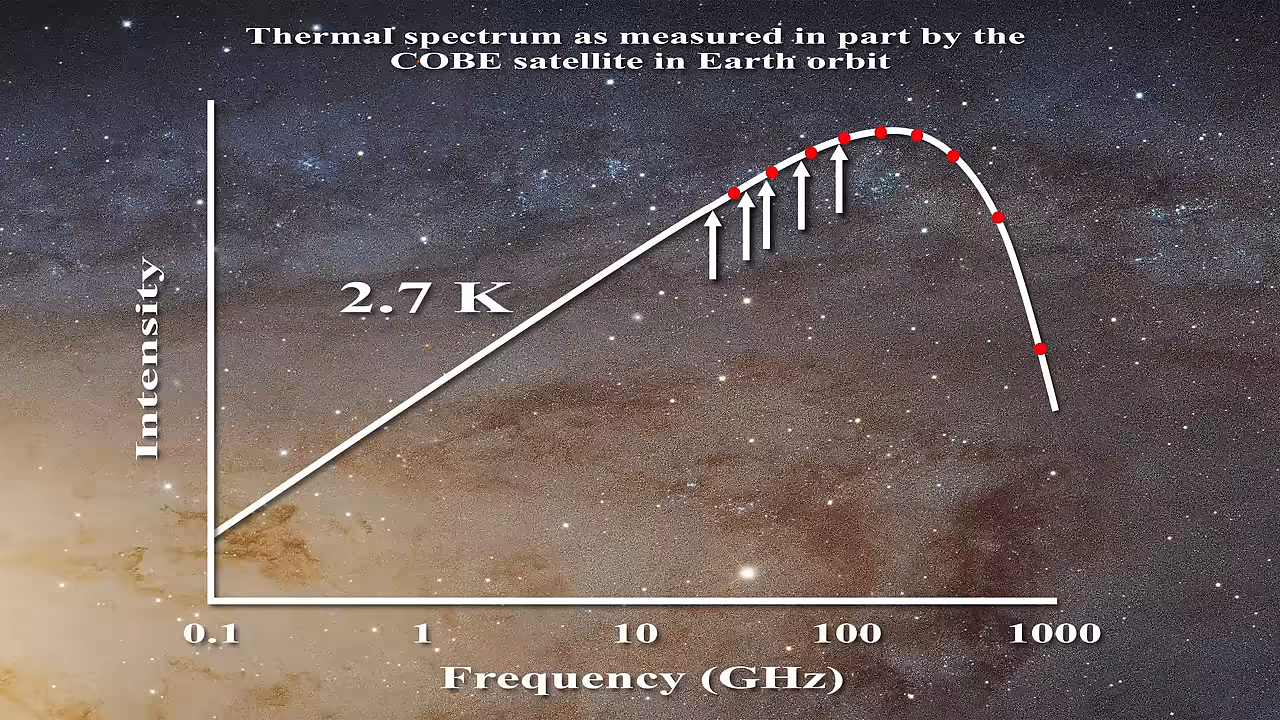 Thermal spectrum as measured in part by the
COBE satellite in Earth orbit
Intensity
2.7 K
0.1 1 10 100 1000
Frequency (GHz)